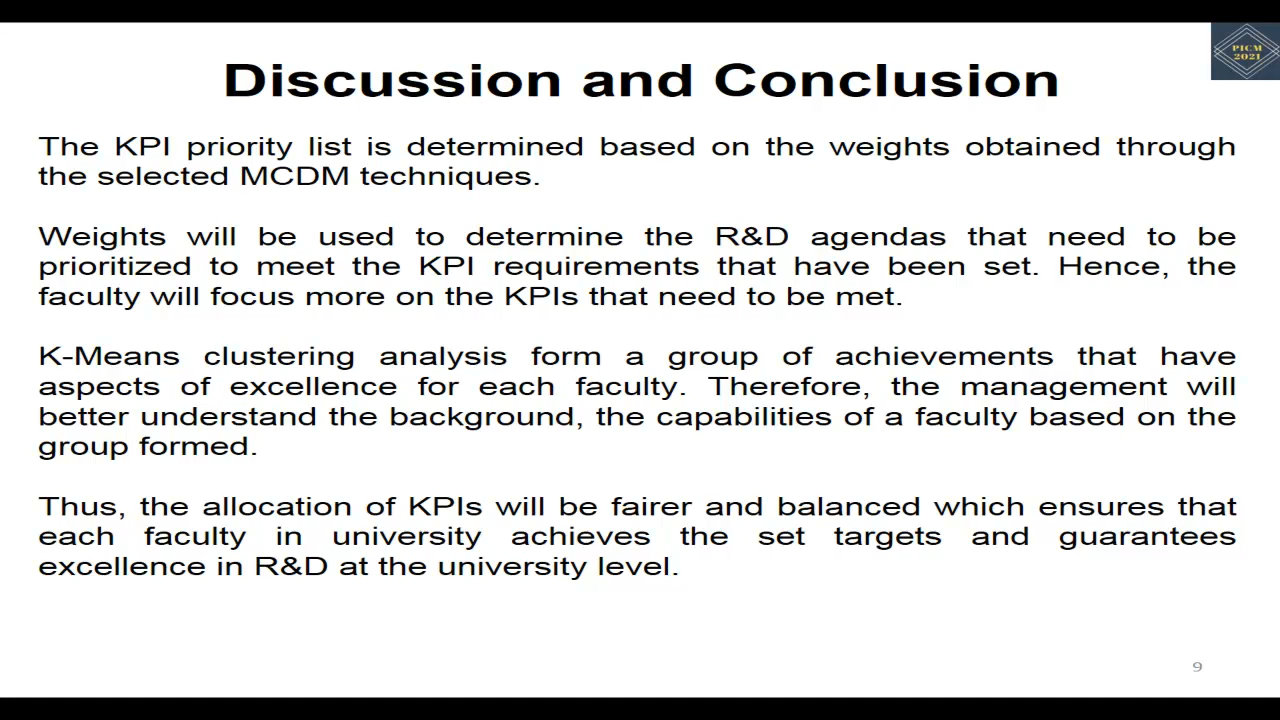 PICM
2021
Discussion and Conclusion
The KPI priority list is determined based on the weights obtained through
the selected MCDM techniques.
Weights will be used to determine the R&D agendas that need to be
prioritized to meet the KPI requirements that have been set. Hence, the
faculty will focus more on the KPIs that need to be met.
K-Means clustering analysis form a group of achievements that have
aspects of excellence for each faculty. Therefore, the management will
better understand the background, the capabilities of a faculty based on the
group formed.
Thus, the allocation of KPIs will be fairer and balanced which ensures that
each faculty in university achieves the set targets and guarantees
excellence in R&D at the university level.
9